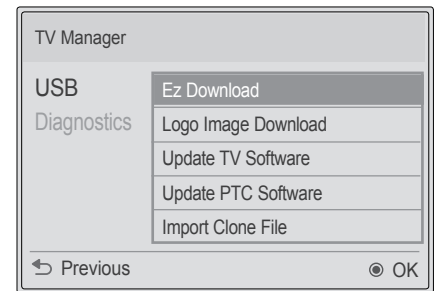 TV Manager
USB
Ez Download
Diagnostics
Logo Image Download
Update TV Software
Update PTC Software
Import Clone File
Previous
OK